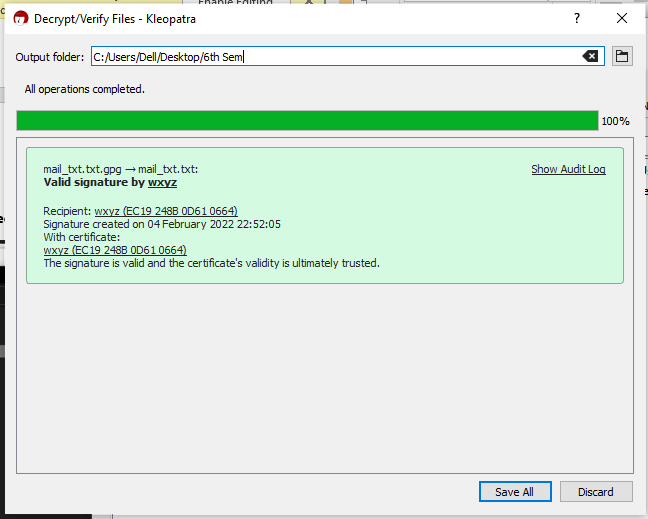 Enable Editing
Decrypt/Verify Files - Kleopatra
?
Output folder: C:/Users/Dell/Desktop/6th Sem
All operations completed.
100%
mail_txt.txt.gpg → mail_txt.txt:
Show Audit Log
Valid signature by wxyz
Recipient: wxyz (EC19 248B 0D61 0664)
Signature created on 04 February 2022 22:52:05
With certificate:
wxyz (EC19 248B 0D61 0664)
The signature is valid and the certificate's validity is ultimately trusted.
Save All
Discard